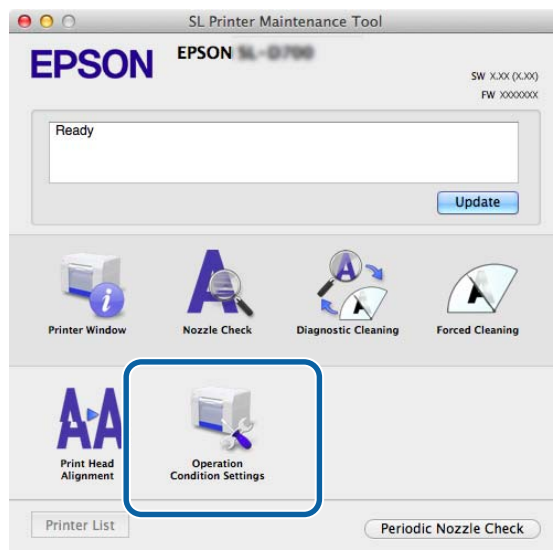 SL Printer Maintenance Tool
EPSON
EPSON
SW X.XX (X.XX)
FW XXXXXXX
Ready
Update
Printer Window
Nozzle Check
Diagnostic Cleaning
Forced Cleaning
Print Head
Alignment
Operation
Condition Settings
Printer List
Periodic Nozzle Check